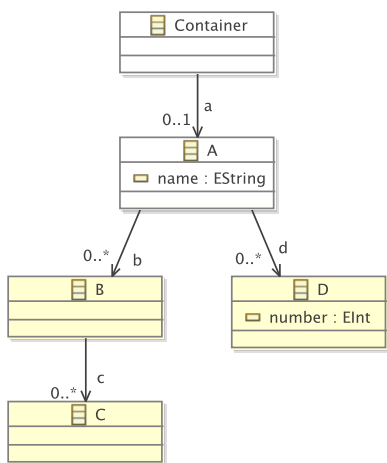 Container
a
0..1
A
name : EString
0..*
b
d
0..*
B
D
number : EInt
c
0..*
C